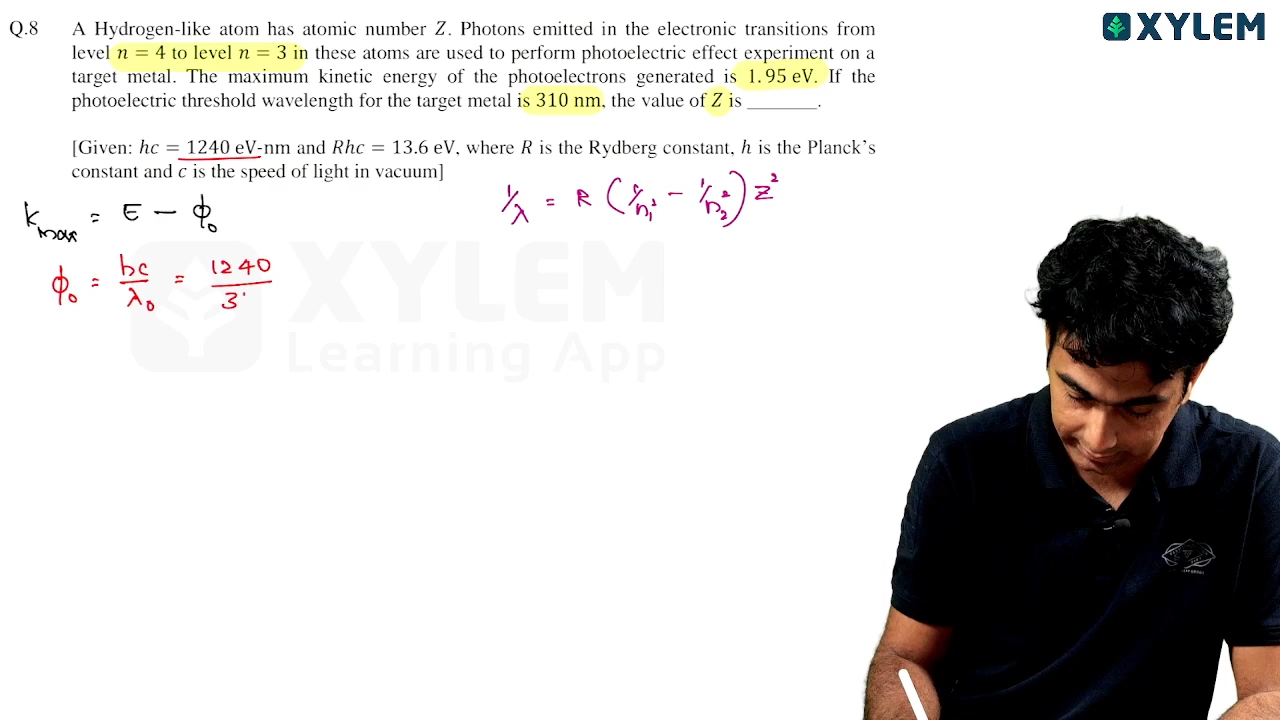 Q.8 A Hydrogen-like atom has atomic number Z. Photons emitted in the electronic transitions from
level n = 4 to level n = 3 in these atoms are used to perform photoelectric effect experiment on a
target metal. The maximum kinetic energy of the photoelectrons generated is 1.95 eV. If the
photoelectric threshold wavelength for the target metal is 310 nm, the value of Z is _______.
[Given: hc = 1240 eV-nm and Rhc = 13.6 eV, where R is the Rydberg constant, h is the Planck's
constant and c is the speed of light in vacuum]
XYLEM
1/λ = R (1/n₁² − 1/n₂²) Z²
Kmax = E − ϕ₀
ϕ₀ = hc/λ₀ = 1240/3
XYLEM
Learning App